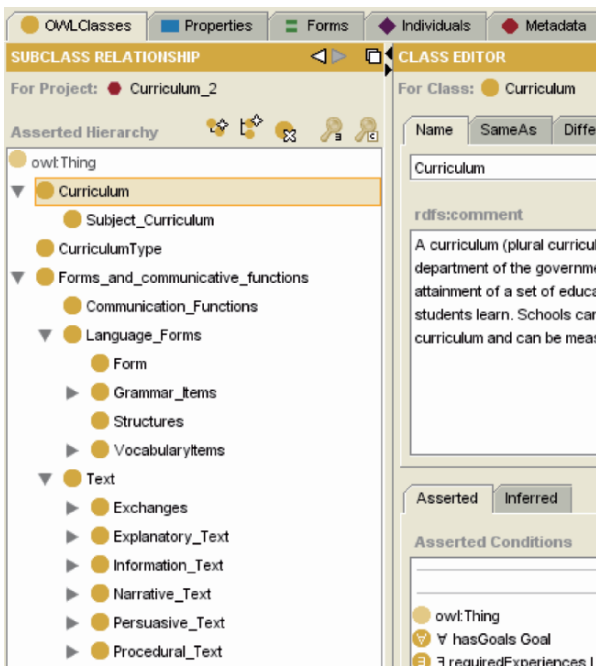 OWLClasses Properties Forms Individuals Metadata
SUBCLASS RELATIONSHIP
For Project: Curriculum_2
Asserted Hierarchy
owl:Thing
Curriculum
Subject_Curriculum
CurriculumType
Forms_and_communicative_functions
Communication_Functions
Language_Forms
Form
Grammar_Items
Structures
VocabularyItems
Text
Exchanges
Explanatory_Text
Information_Text
Narrative_Text
Persuasive_Text
Procedural_Text
CLASS EDITOR
For Class: Curriculum
Name SameAs Diffe
Curriculum
rdfs:comment
A curriculum (plural curricul
department of the governme
attainment of a set of educa
students learn. Schools car
curriculum and can be meas
Asserted Inferred
Asserted Conditions
owl:Thing
∀ ∀ hasGoals Goal
∃ ∃ requiredExperiences